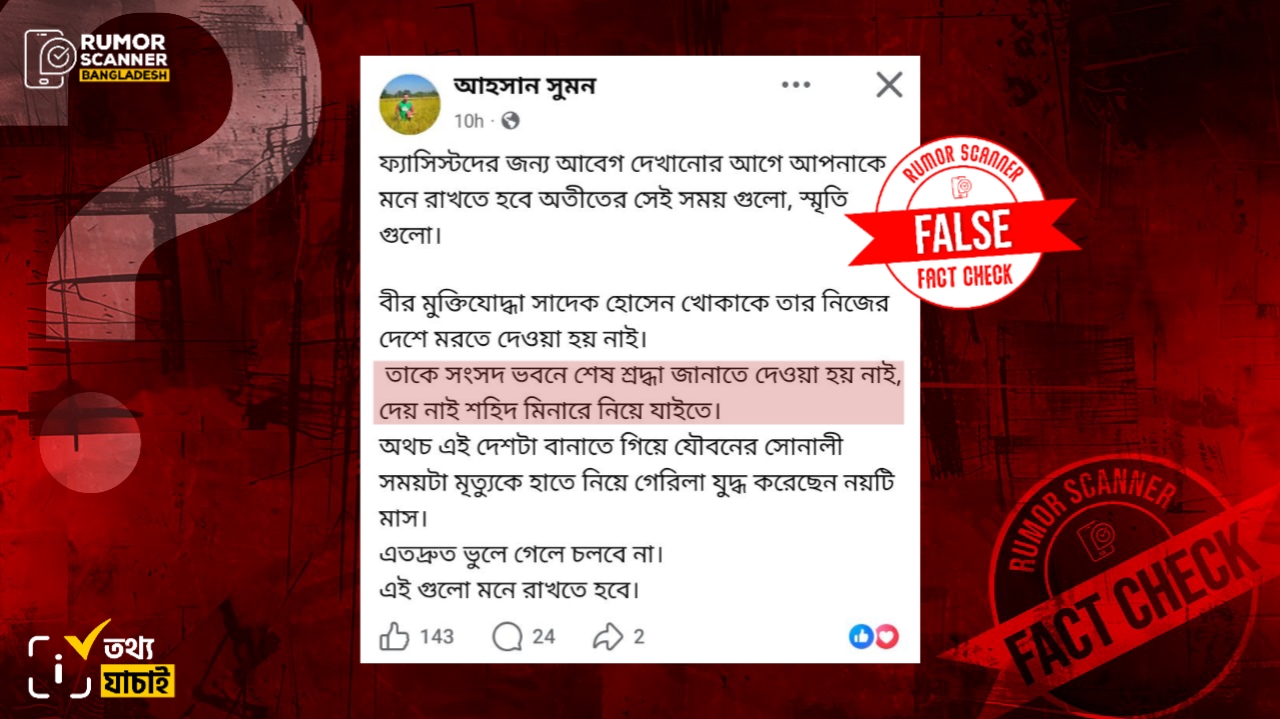 RUMOR
SCANNER
BANGLADESH
আহসান সুমন
10h
ফ্যাসিস্টদের জন্য আবেগ দেখানোর আগে আপনাকে
মনে রাখতে হবে অতীতের সেই সময় গুলো, স্মৃতি
গুলো।
বীর মুক্তিযোদ্ধা সাদেক হোসেন খোকাকে তার নিজের
দেশে মরতে দেওয়া হয় নাই।
তাকে সংসদ ভবনে শেষ শ্রদ্ধা জানাতে দেওয়া হয় নাই,
দেয় নাই শহিদ মিনারে নিয়ে যাইতে।
অথচ এই দেশটা বানাতে গিয়ে যৌবনের সোনালী
সময়টা মৃত্যুকে হাতে নিয়ে গেরিলা যুদ্ধ করেছেন নয়টি
মাস।
এতদ্রুত ভুলে গেলে চলবে না।
এই গুলো মনে রাখতে হবে।
143 24 2
RUMOR SCANNER
FALSE
FACT CHECK
RUMOR SCANNER
FACT CHECK
তথ্য
যাচাই